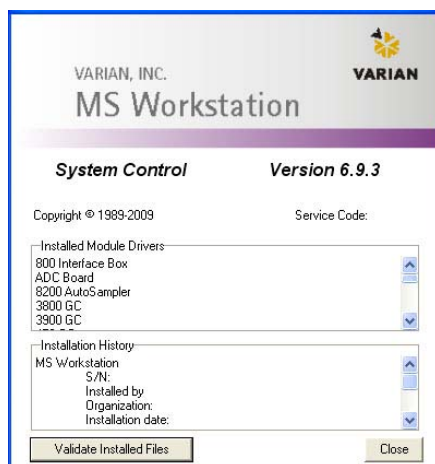 VARIAN, INC.
MS Workstation
VARIAN
System Control Version 6.9.3
Copyright © 1989-2009 Service Code:
Installed Module Drivers
800 Interface Box
ADC Board
8200 AutoSampler
3800 GC
3900 GC
Installation History
MS Workstation
S/N:
Installed by
Organization:
Installation date:
Validate Installed Files Close